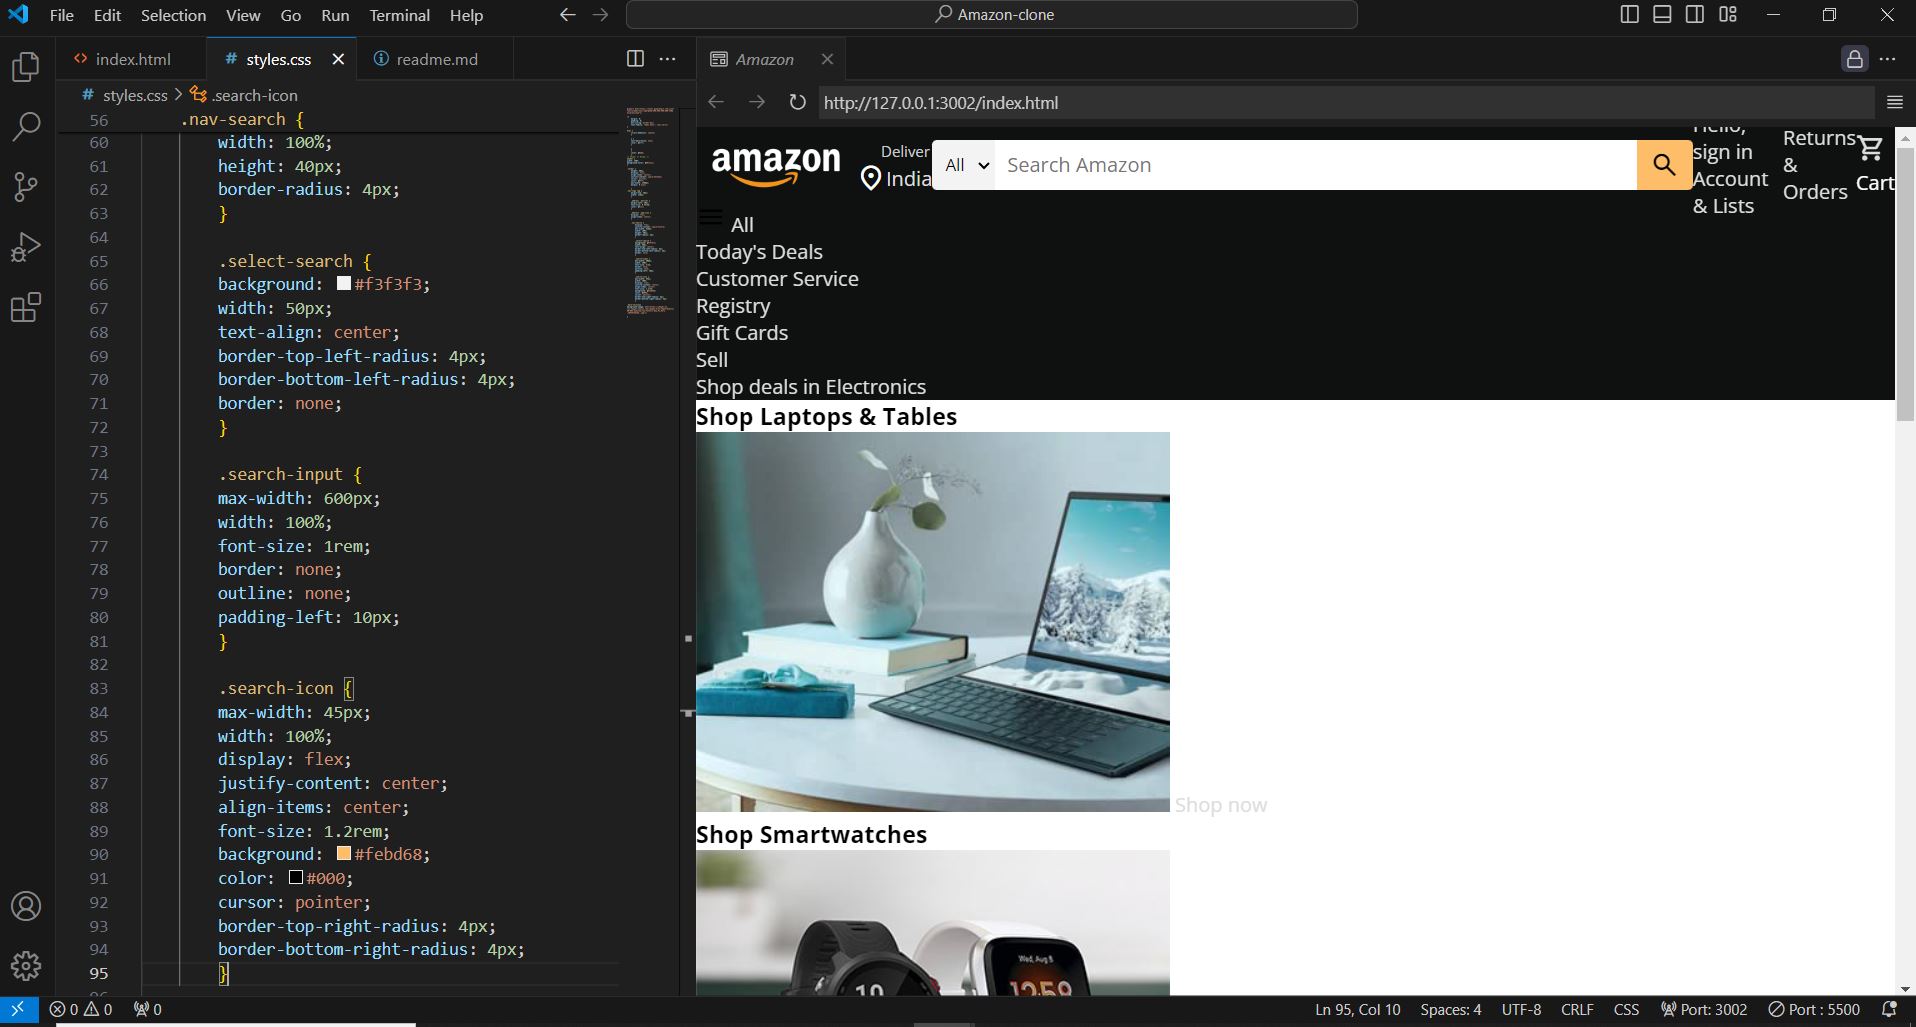 File Edit Selection View Go Run Terminal Help
Amazon-clone
index.html
styles.css
readme.md
styles.css > .search-icon
56 .nav-search {
60 width: 100%;
61 height: 40px;
62 border-radius: 4px;
63 }
64
65 .select-search {
66 background: #f3f3f3;
67 width: 50px;
68 text-align: center;
69 border-top-left-radius: 4px;
70 border-bottom-left-radius: 4px;
71 border: none;
72 }
73
74 .search-input {
75 max-width: 600px;
76 width: 100%;
77 font-size: 1rem;
78 border: none;
79 outline: none;
80 padding-left: 10px;
81 }
82
83 .search-icon {
84 max-width: 45px;
85 width: 100%;
86 display: flex;
87 justify-content: center;
88 align-items: center;
89 font-size: 1.2rem;
90 background: #febd68;
91 color: #000;
92 cursor: pointer;
93 border-top-right-radius: 4px;
94 border-bottom-right-radius: 4px;
95 }
Amazon
http://127.0.0.1:3002/index.html
amazon
Deliver
India
All
Search Amazon
Hello,
sign in
Account
& Lists
Returns
&
Orders
Cart
All
Today's Deals
Customer Service
Registry
Gift Cards
Sell
Shop deals in Electronics
Shop Laptops & Tables
Shop now
Shop Smartwatches
Wed, Aug 8
10
12:59
0 0 0
Ln 95, Col 10 Spaces: 4 UTF-8 CRLF CSS Port: 3002 Port : 5500